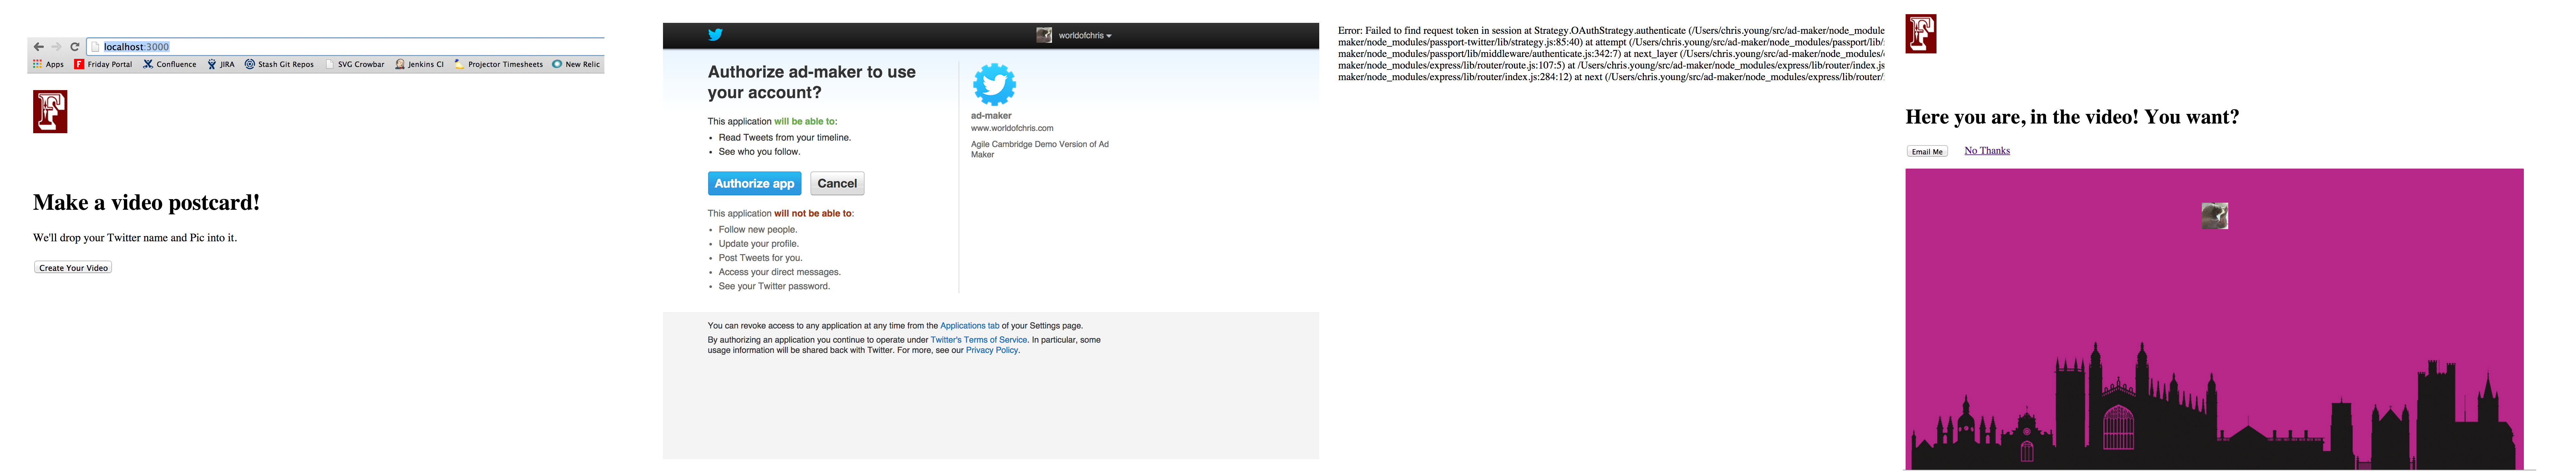 localhost:3000
Apps Friday Portal Confluence JIRA Stash Git Repos SVG Crowbar Jenkins CI Projector Timesheets New Relic
F
Make a video postcard!
We'll drop your Twitter name and Pic into it.
Create Your Video
worldofchris
Authorize ad-maker to use
your account?
This application will be able to:
• Read Tweets from your timeline.
• See who you follow.
Authorize app Cancel
This application will not be able to:
• Follow new people.
• Update your profile.
• Post Tweets for you.
• Access your direct messages.
• See your Twitter password.
ad-maker
www.worldofchris.com
Agile Cambridge Demo Version of Ad
Maker
You can revoke access to any application at any time from the Applications tab of your Settings page.
By authorizing an application you continue to operate under Twitter's Terms of Service. In particular, some
usage information will be shared back with Twitter. For more, see our Privacy Policy.
Error: Failed to find request token in session at Strategy.OAuthStrategy.authenticate (/Users/chris.young/src/ad-maker/node_module
maker/node_modules/passport-twitter/lib/strategy.js:85:40) at attempt (/Users/chris.young/src/ad-maker/node_modules/passport/lib/
maker/node_modules/passport/lib/middleware/authenticate.js:342:7) at next_layer (/Users/chris.young/src/ad-maker/node_modules/
maker/node_modules/express/lib/router/route.js:107:5) at /Users/chris.young/src/ad-maker/node_modules/express/lib/router/index.js
maker/node_modules/express/lib/router/index.js:284:12) at next (/Users/chris.young/src/ad-maker/node_modules/express/lib/router/
F
Here you are, in the video! You want?
Email Me No Thanks